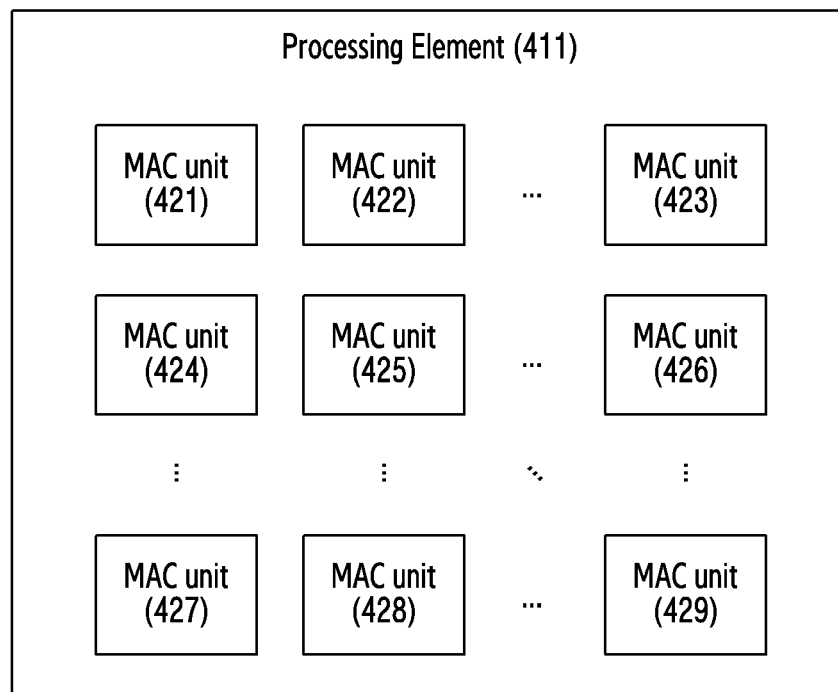 Processing Element (411)
MAC unit
(421)
MAC unit
(422)
...
MAC unit
(423)
MAC unit
(424)
MAC unit
(425)
...
MAC unit
(426)
MAC unit
(427)
MAC unit
(428)
...
MAC unit
(429)